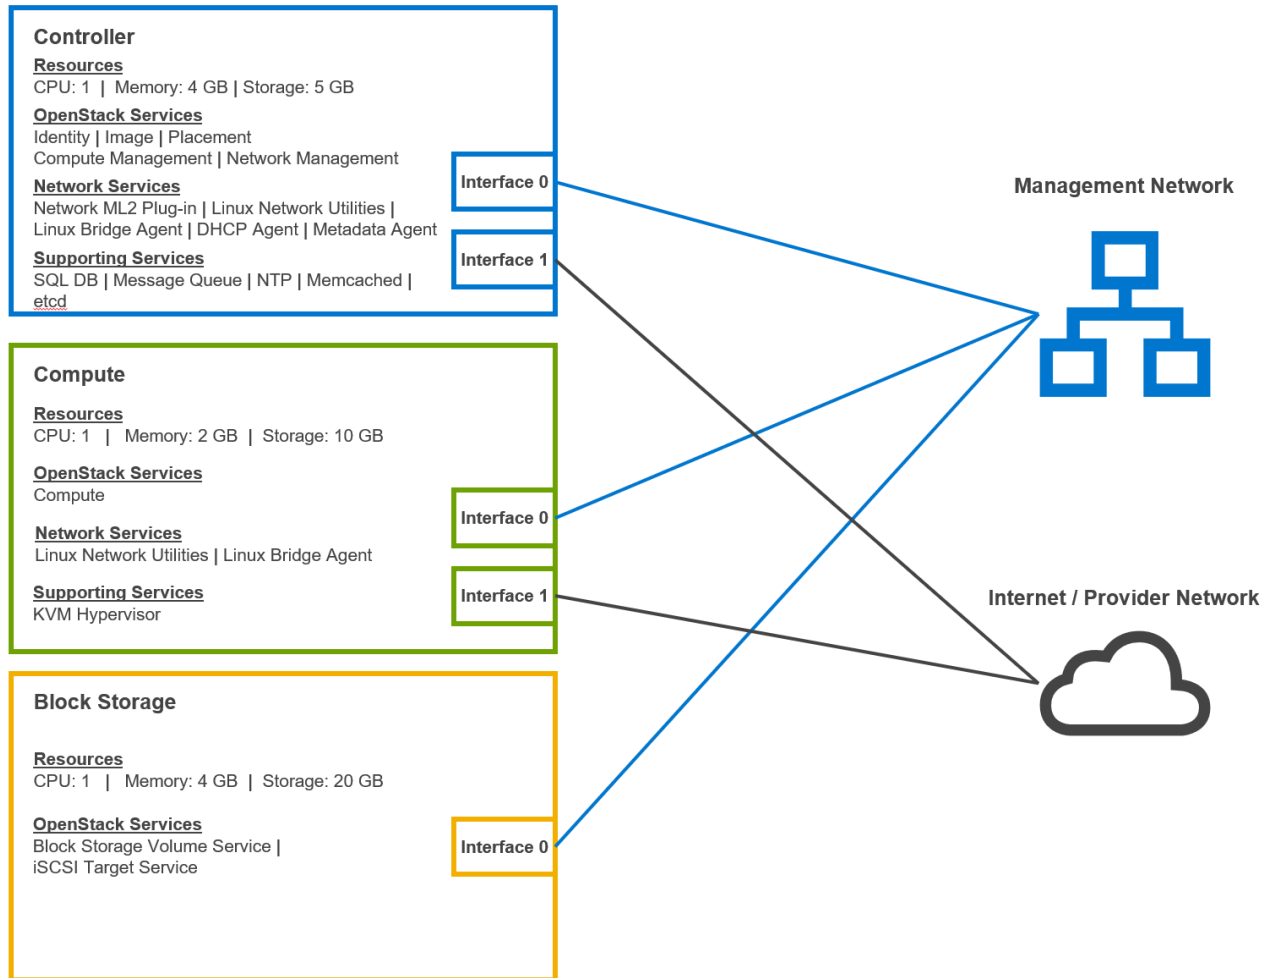 Controller
Resources
CPU: 1 | Memory: 4 GB | Storage: 5 GB
OpenStack Services
Identity | Image | Placement
Compute Management | Network Management
Network Services
Network ML2 Plug-in | Linux Network Utilities |
Linux Bridge Agent | DHCP Agent | Metadata Agent
Supporting Services
SQL DB | Message Queue | NTP | Memcached |
etcd
Interface 0
Interface 1
Compute
Resources
CPU: 1 | Memory: 2 GB | Storage: 10 GB
OpenStack Services
Compute
Network Services
Linux Network Utilities | Linux Bridge Agent
Supporting Services
KVM Hypervisor
Interface 0
Interface 1
Block Storage
Resources
CPU: 1 | Memory: 4 GB | Storage: 20 GB
OpenStack Services
Block Storage Volume Service |
iSCSI Target Service
Interface 0
Management Network
Internet / Provider Network